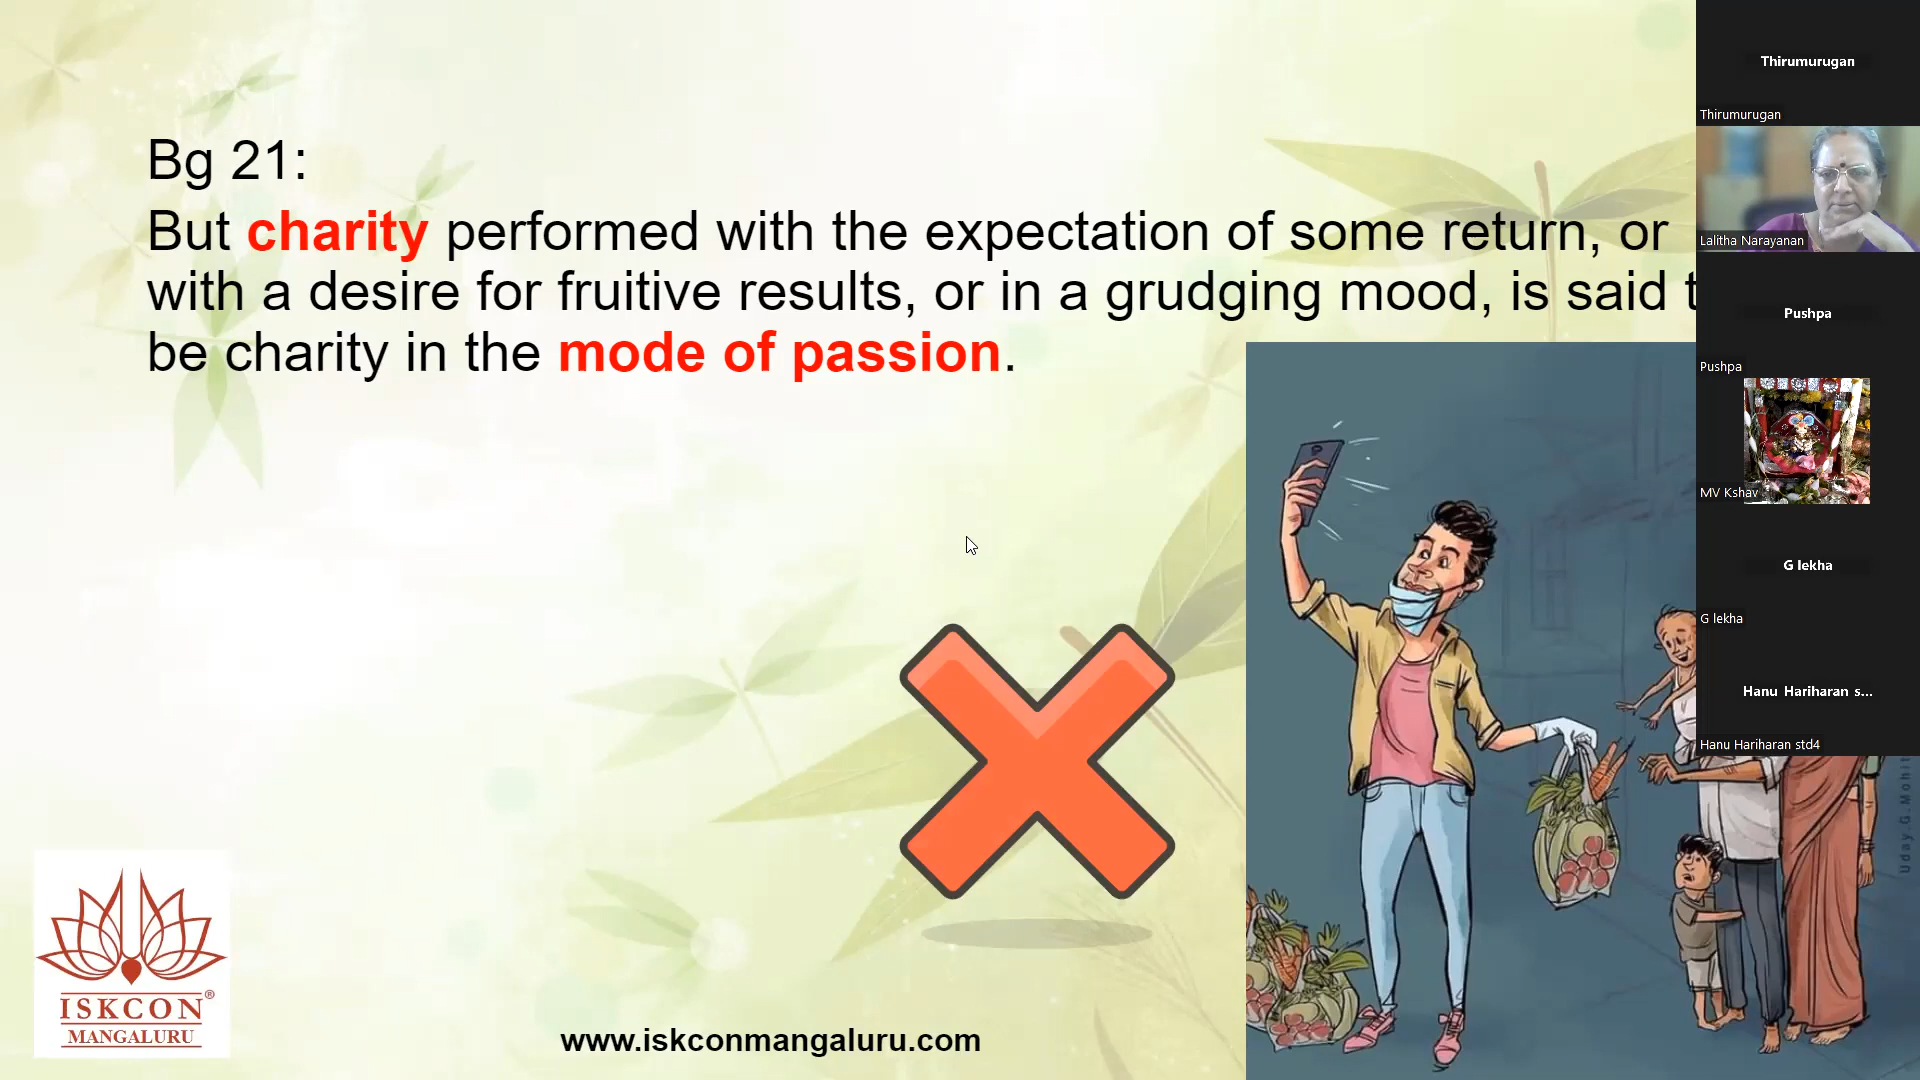 Bg 21:
But charity performed with the expectation of some return, or
with a desire for fruitive results, or in a grudging mood, is said t
be charity in the mode of passion.
ISKCON®
MANGALURU
www.iskconmangaluru.com
Uday.G.Mohit
Thirumurugan
Thirumurugan
Lalitha Narayanan
Pushpa
Pushpa
MV Kshav
G lekha
G lekha
Hanu Hariharan s...
Hanu Hariharan std4